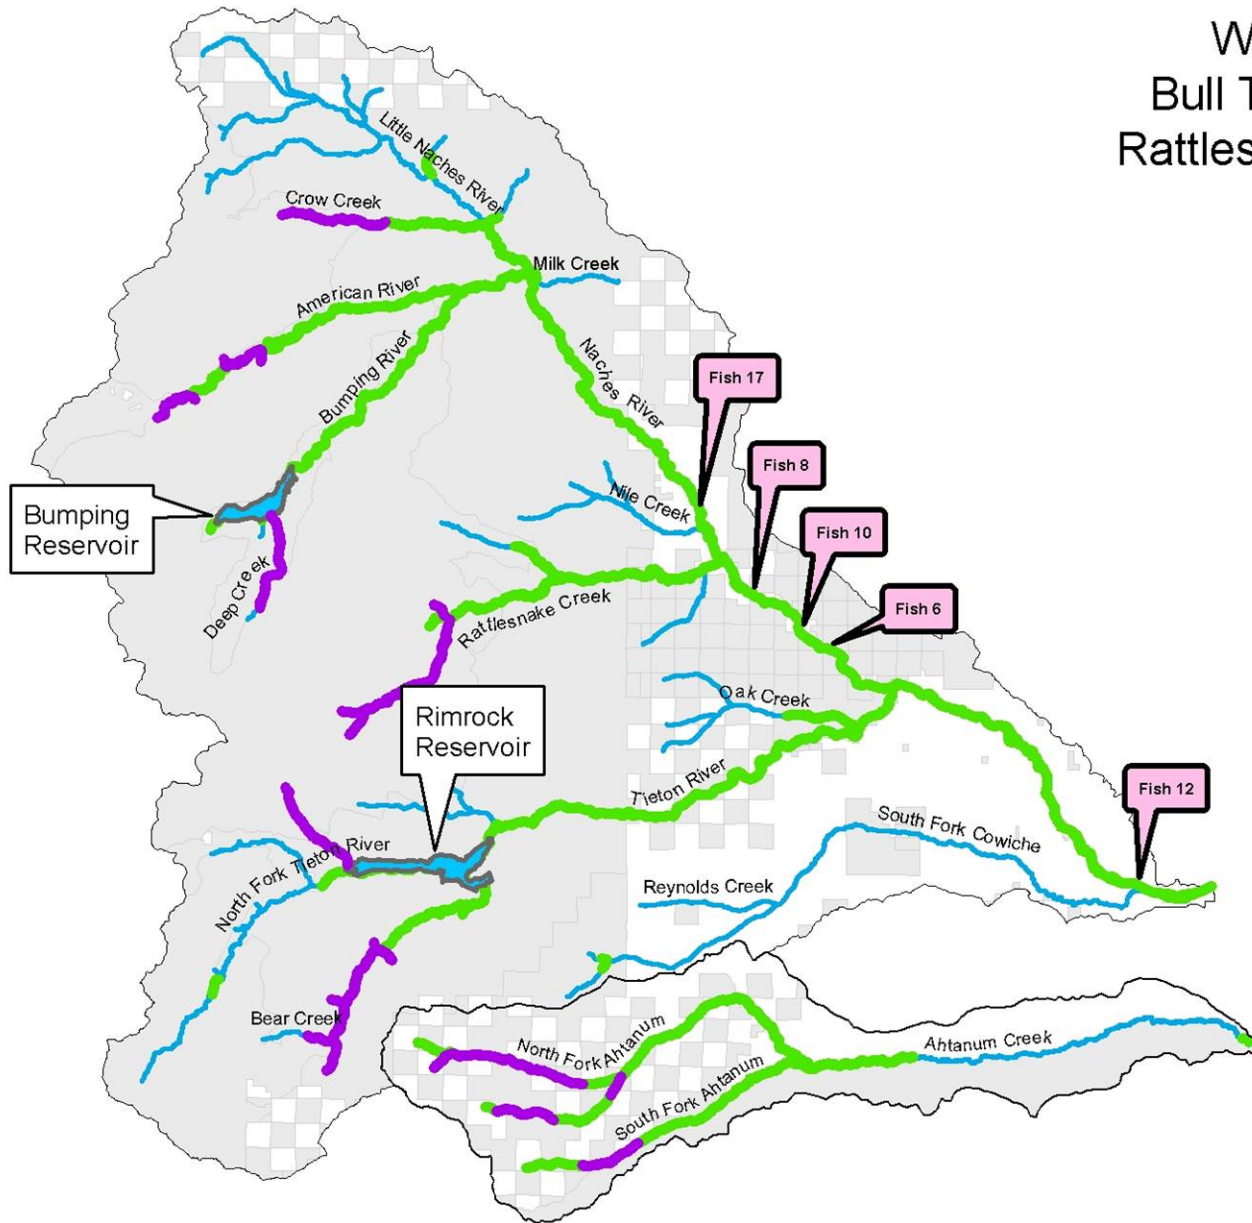 W
Bull T
Rattles
Little Naches River
Crow Creek
Milk Creek
American River
Naches River
Bumping River
Fish 17
Fish 8
Nile Creek
Bumping
Reservoir
Fish 10
Deep Creek
Rattlesnake Creek
Fish 6
Oak Creek
Rimrock
Reservoir
Tieton River
Fish 12
South Fork Cowiche
North Fork Tieton River
Reynolds Creek
Bear Creek
North Fork Ahtanum
Ahtanum Creek
South Fork Ahtanum